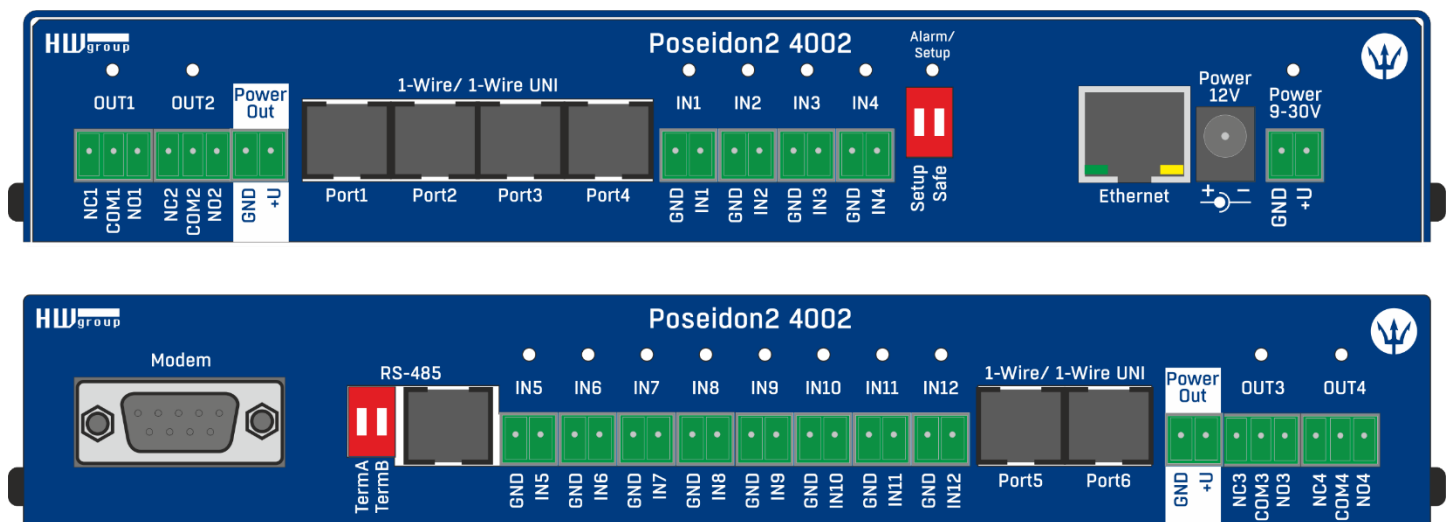 HWgroup
Poseidon2 4002
Alarm/
Setup
OUT1 OUT2 Power
Out
1-Wire/ 1-Wire UNI
IN1 IN2 IN3 IN4
Power
12V
Power
9-30V
NC1 COM1 NO1 NC2 COM2 NO2 GND +U
Port1 Port2 Port3 Port4
GND IN1 GND IN2 GND IN3 GND IN4
Setup Safe
Ethernet
+ −
GND +U
HWgroup
Poseidon2 4002
Modem
RS-485
IN5 IN6 IN7 IN8 IN9 IN10 IN11 IN12
1-Wire/ 1-Wire UNI
Power
Out
OUT3 OUT4
TermA TermB
GND IN5 GND IN6 GND IN7 GND IN8 GND IN9 GND IN10 GND IN11 GND IN12
Port5 Port6
GND +U NC3 COM3 NO3 NC4 COM4 NO4